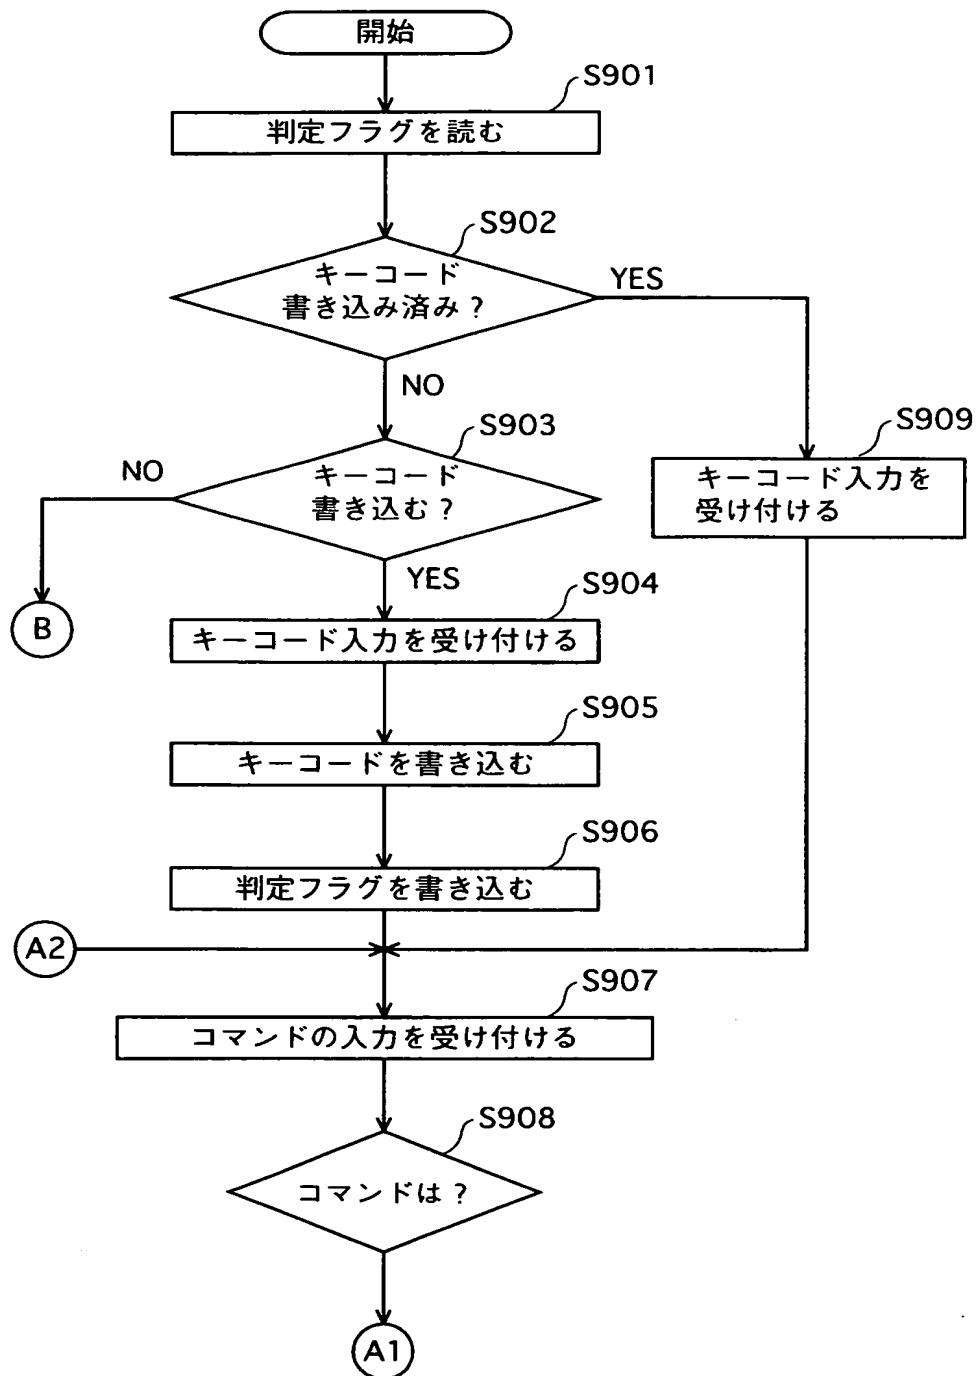 開始
S901
判定フラグを読む
S902
キーコード
書き込み済み?
YES
NO
S903
キーコード
書き込む?
NO
YES
S909
キーコード入力を
受け付ける
B
S904
キーコード入力を受け付ける
S905
キーコードを書き込む
S906
判定フラグを書き込む
A2
S907
コマンドの入力を受け付ける
S908
コマンドは?
A1